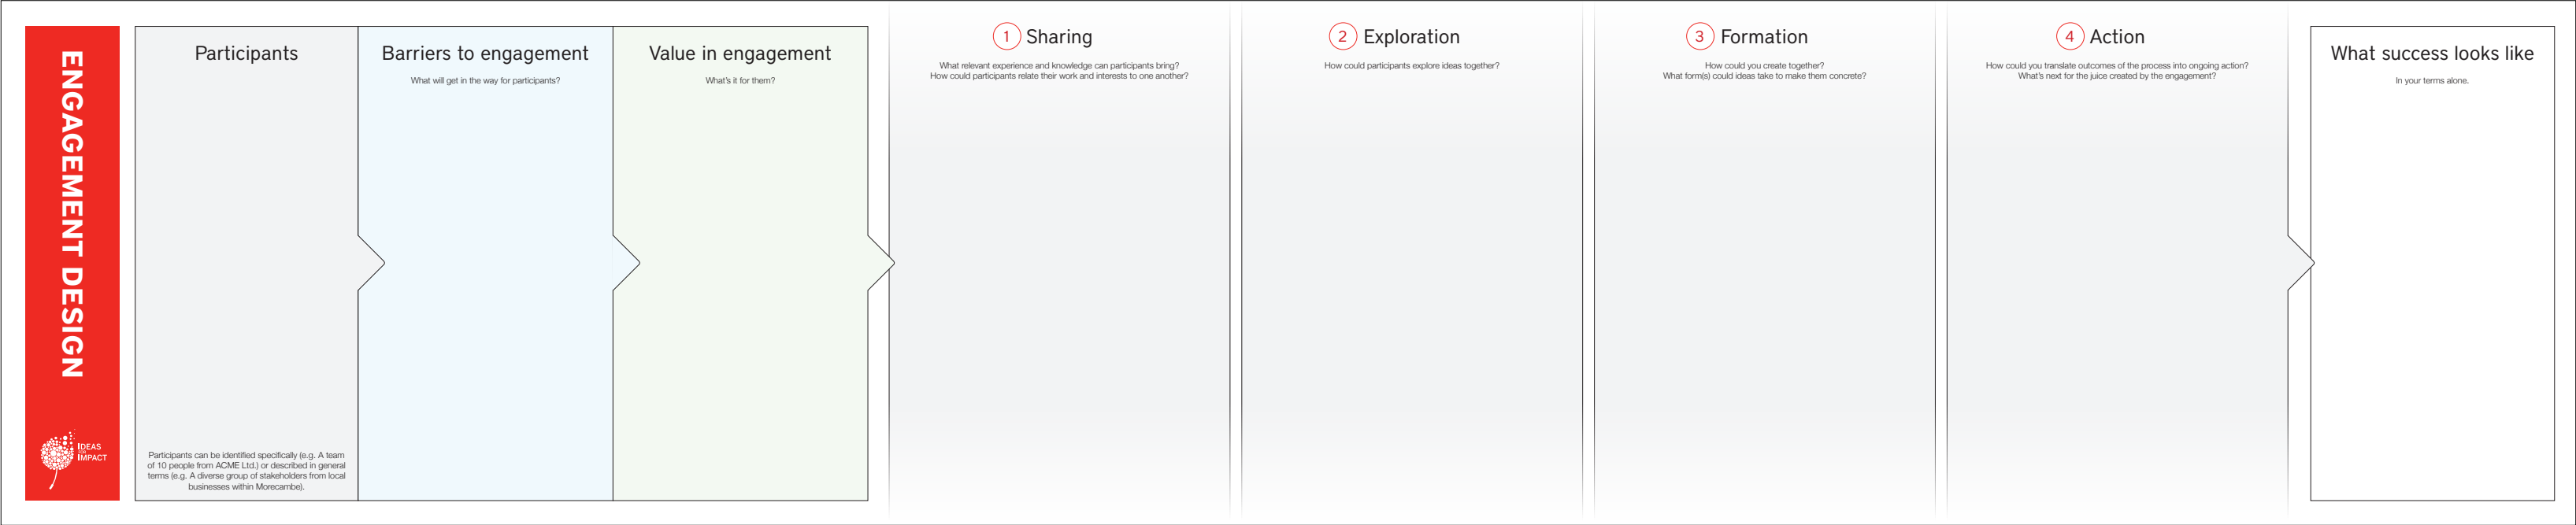 ENGAGEMENT DESIGN
IDEAS
FOR
IMPACT
Participants
Participants can be identified specifically (e.g. A team
of 10 people from ACME Ltd.) or described in general
terms (e.g. A diverse group of stakeholders from local
businesses within Morecambe).
Barriers to engagement
What will get in the way for participants?
Value in engagement
What's it for them?
1 Sharing
What relevant experience and knowledge can participants bring?
How could participants relate their work and interests to one another?
2 Exploration
How could participants explore ideas together?
3 Formation
How could you create together?
What form(s) could ideas take to make them concrete?
4 Action
How could you translate outcomes of the process into ongoing action?
What's next for the juice created by the engagement?
What success looks like
In your terms alone.